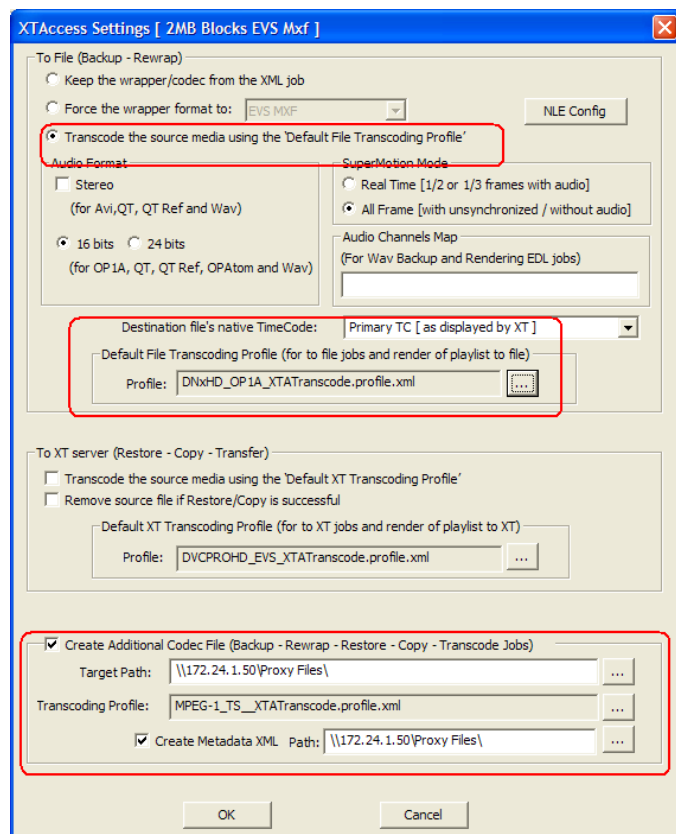 XTAccess Settings [ 2MB Blocks EVS Mxf ]
To File (Backup - Rewrap)
Keep the wrapper/codec from the XML job
Force the wrapper format to: EVS MXF NLE Config
Transcode the source media using the 'Default File Transcoding Profile'
Audio Format
Stereo
(for Avi,QT, QT Ref and Wav)
16 bits 24 bits
(for OP1A, QT, QT Ref, OPAtom and Wav)
SuperMotion Mode
Real Time [1/2 or 1/3 frames with audio]
All Frame [with unsynchronized / without audio]
Audio Channels Map
(For Wav Backup and Rendering EDL jobs)
Destination file's native TimeCode: Primary TC [ as displayed by XT ]
Default File Transcoding Profile (for to file jobs and render of playlist to file)
Profile: DNxHD_OP1A_XTATranscode.profile.xml ...
To XT server (Restore - Copy - Transfer)
Transcode the source media using the 'Default XT Transcoding Profile'
Remove source file if Restore/Copy is successful
Default XT Transcoding Profile (for to XT jobs and render of playlist to XT)
Profile: DVCPROHD_EVS_XTATranscode.profile.xml ...
Create Additional Codec File (Backup - Rewrap - Restore - Copy - Transcode Jobs)
Target Path: \\172.24.1.50\Proxy Files\ ...
Transcoding Profile: MPEG-1_TS__XTATranscode.profile.xml ...
Create Metadata XML Path: \\172.24.1.50\Proxy Files\ ...
OK Cancel